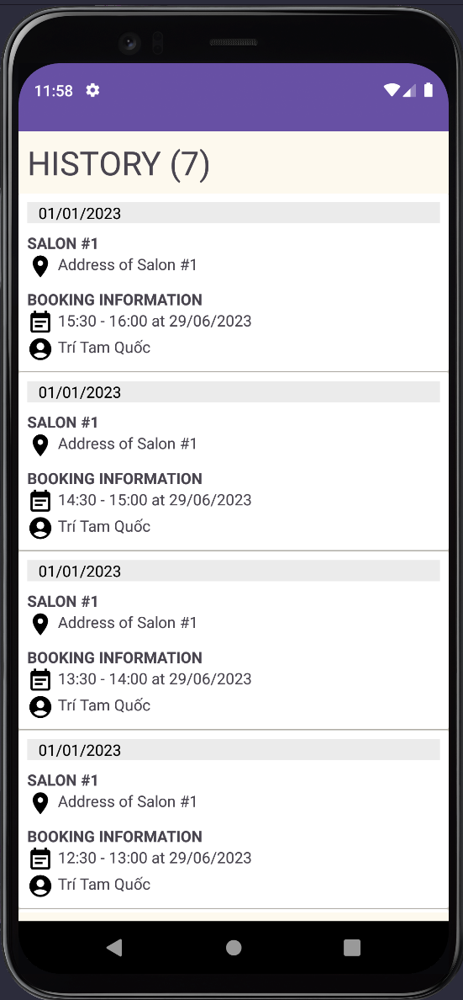 11:58
HISTORY (7)
01/01/2023
SALON #1
Address of Salon #1
BOOKING INFORMATION
15:30 - 16:00 at 29/06/2023
Trí Tam Quốc
01/01/2023
SALON #1
Address of Salon #1
BOOKING INFORMATION
14:30 - 15:00 at 29/06/2023
Trí Tam Quốc
01/01/2023
SALON #1
Address of Salon #1
BOOKING INFORMATION
13:30 - 14:00 at 29/06/2023
Trí Tam Quốc
01/01/2023
SALON #1
Address of Salon #1
BOOKING INFORMATION
12:30 - 13:00 at 29/06/2023
Trí Tam Quốc